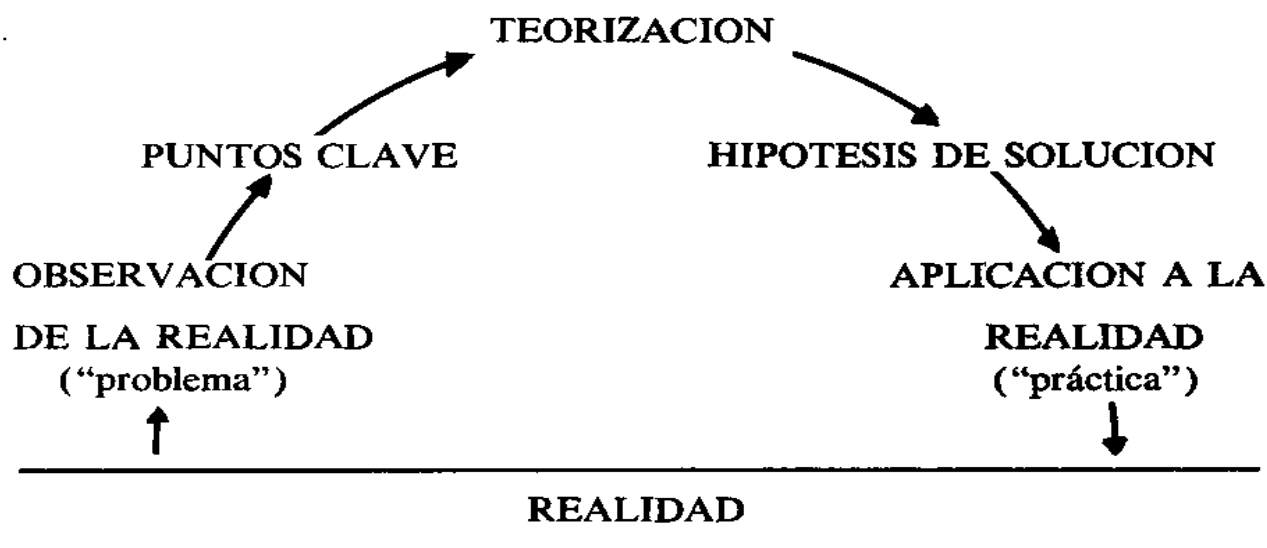 TEORIZACION
PUNTOS CLAVE
HIPOTESIS DE SOLUCION
OBSERVACION
DE LA REALIDAD
(“problema”)
APLICACION A LA
REALIDAD
(“práctica”)
REALIDAD